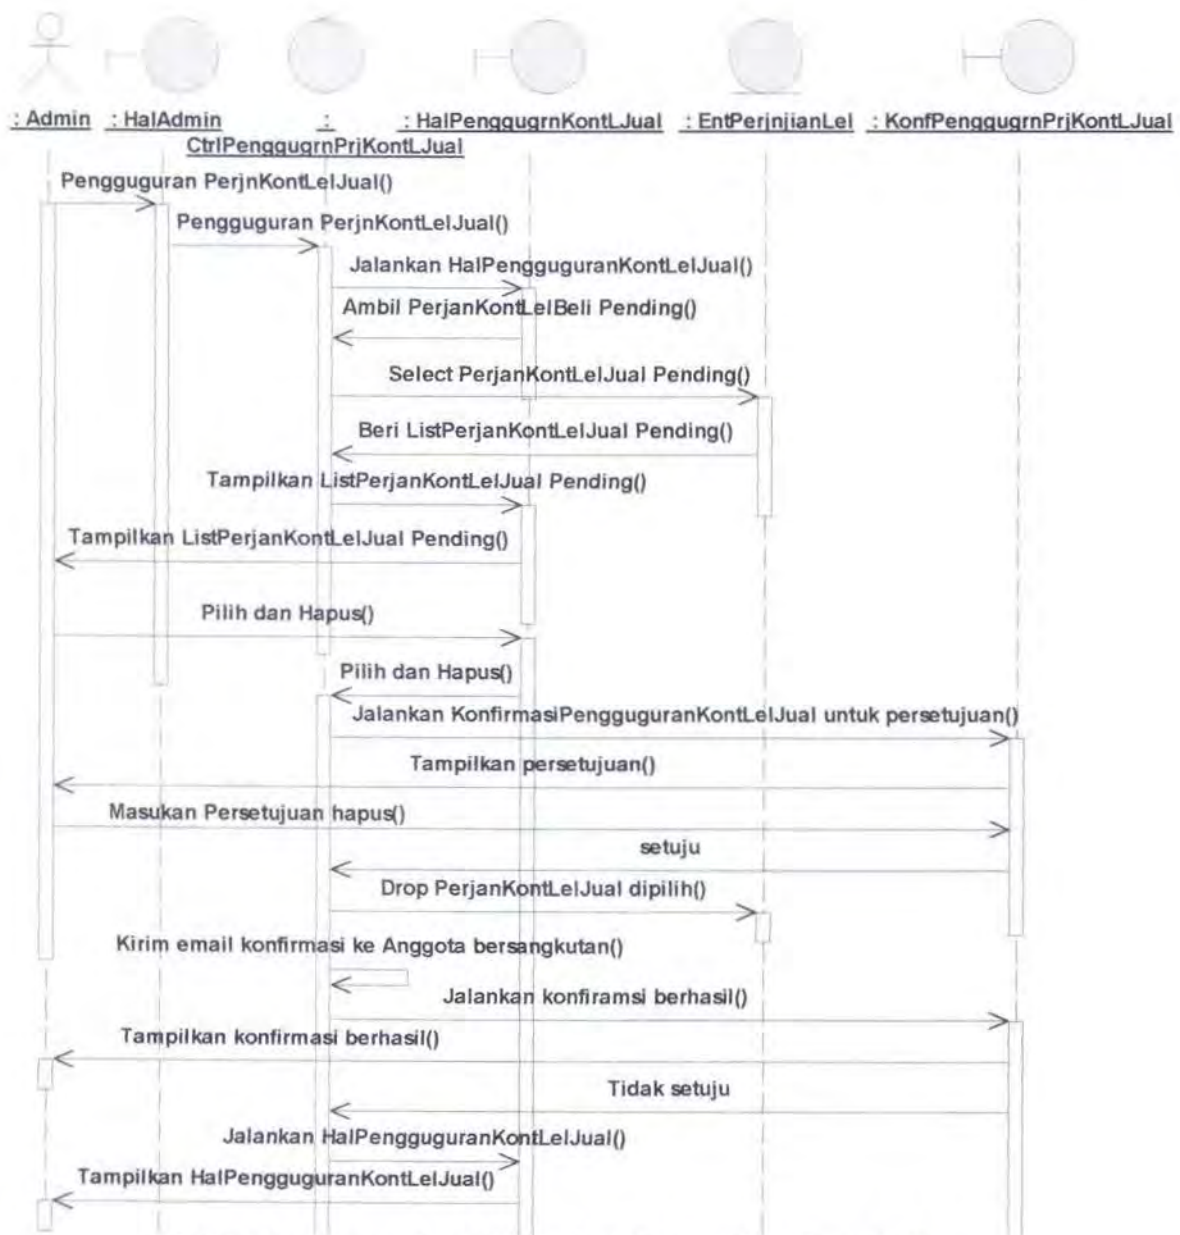 : Admin : HalAdmin : : HalPenggugrnKontLJual : EntPerjnjianLel : KonfPenggugrnPrjKontLJual
CtrlPenggugrnPrjKontLJual
Pengguguran PerjnKontLelJual()
Pengguguran PerjnKontLelJual()
Jalankan HalPengguguranKontLelJual()
Ambil PerjanKontLelBeli Pending()
Select PerjanKontLelJual Pending()
Beri ListPerjanKontLelJual Pending()
Tampilkan ListPerjanKontLelJual Pending()
Tampilkan ListPerjanKontLelJual Pending()
Pilih dan Hapus()
Pilih dan Hapus()
Jalankan KonfirmasiPengguguranKontLelJual untuk persetujuan()
Tampilkan persetujuan()
Masukan Persetujuan hapus()
setuju
Drop PerjanKontLelJual dipilih()
Kirim email konfirmasi ke Anggota bersangkutan()
Jalankan konfiramsi berhasil()
Tampilkan konfirmasi berhasil()
Tidak setuju
Jalankan HalPengguguranKontLelJual()
Tampilkan HalPengguguranKontLelJual()